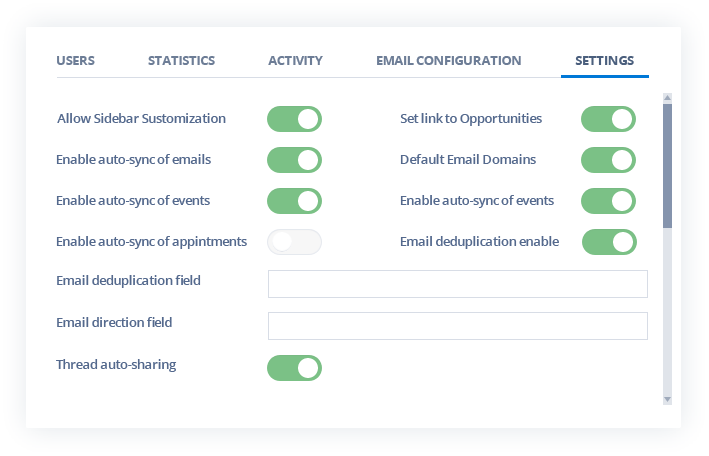 USERS STATISTICS ACTIVITY EMAIL CONFIGURATION SETTINGS
Allow Sidebar Sustomization Set link to Opportunities
Enable auto-sync of emails Default Email Domains
Enable auto-sync of events Enable auto-sync of events
Enable auto-sync of appintments Email deduplication enable
Email deduplication field
Email direction field
Thread auto-sharing